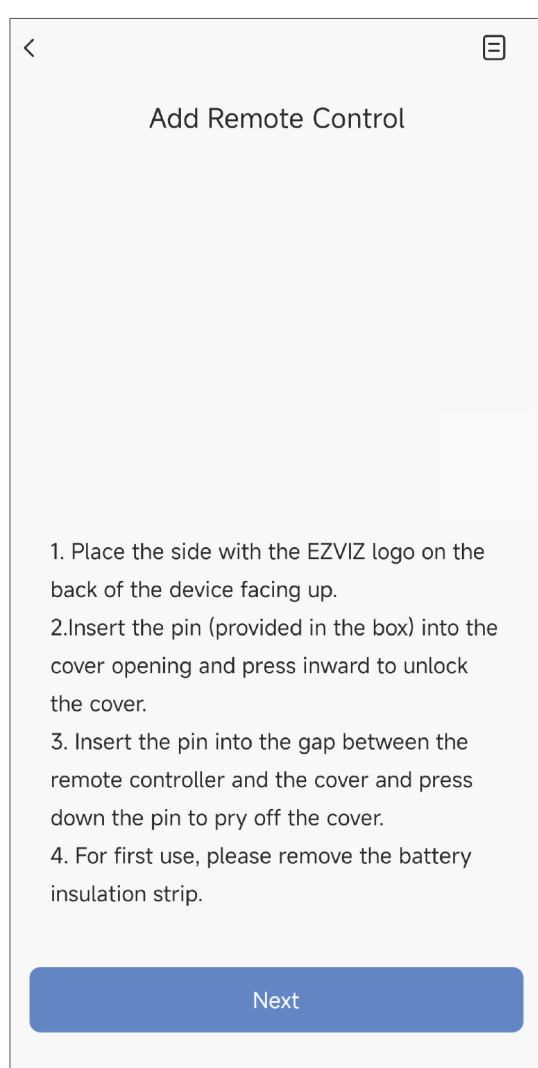 Add Remote Control
1. Place the side with the EZVIZ logo on the
back of the device facing up.
2.Insert the pin (provided in the box) into the
cover opening and press inward to unlock
the cover.
3. Insert the pin into the gap between the
remote controller and the cover and press
down the pin to pry off the cover.
4. For first use, please remove the battery
insulation strip.
Next